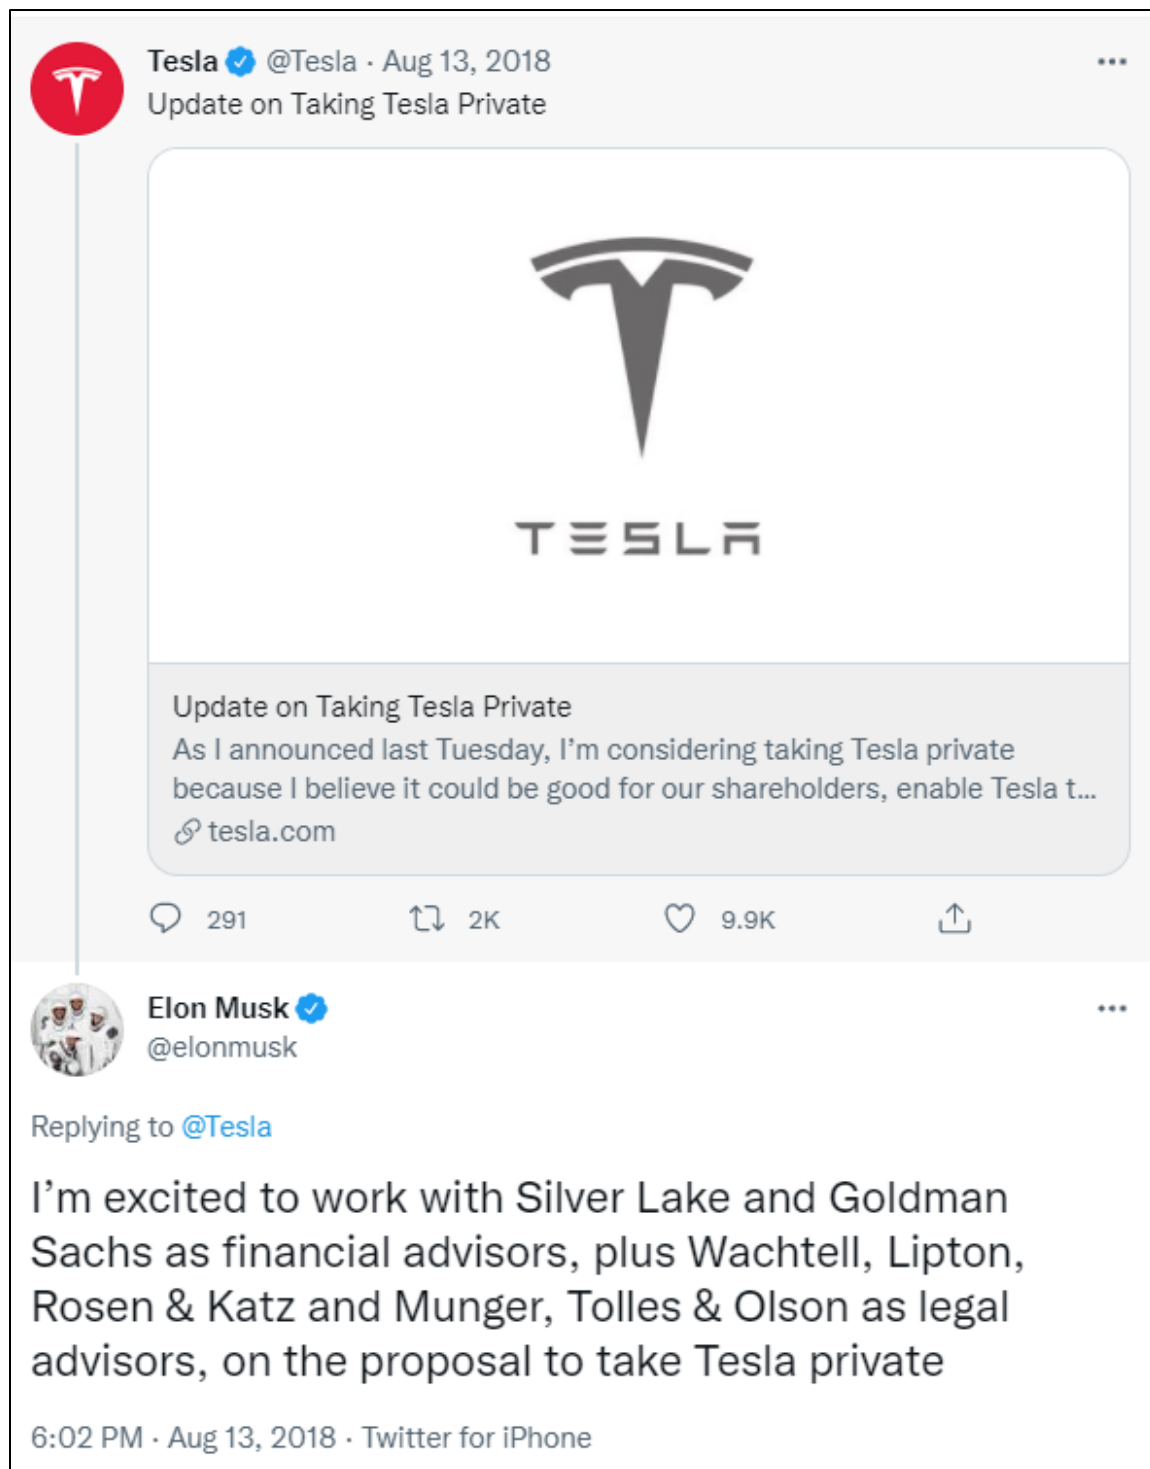 Tesla @Tesla · Aug 13, 2018
Update on Taking Tesla Private
TESLA
Update on Taking Tesla Private
As I announced last Tuesday, I’m considering taking Tesla private
because I believe it could be good for our shareholders, enable Tesla t...
tesla.com
291 2K 9.9K
Elon Musk
@elonmusk
Replying to @Tesla
I’m excited to work with Silver Lake and Goldman
Sachs as financial advisors, plus Wachtell, Lipton,
Rosen & Katz and Munger, Tolles & Olson as legal
advisors, on the proposal to take Tesla private
6:02 PM · Aug 13, 2018 · Twitter for iPhone